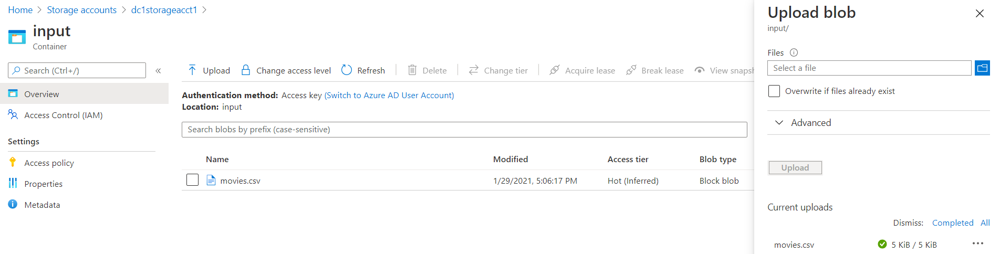 Home > Storage accounts > dc1storageacct1 >
input
Container
Search (Ctrl+/)
«
Overview
Access Control (IAM)
Settings
Access policy
Properties
Metadata
Upload Change access level Refresh Delete Change tier Acquire lease Break lease View snapsh
Authentication method: Access key (Switch to Azure AD User Account)
Location: input
Search blobs by prefix (case-sensitive)
Name Modified Access tier Blob type
movies.csv 1/29/2021, 5:06:17 PM Hot (Inferred) Block blob
Upload blob
input/
Files
Select a file
Overwrite if files already exist
Advanced
Upload
Current uploads
Dismiss: Completed All
movies.csv 5 KiB / 5 KiB ...